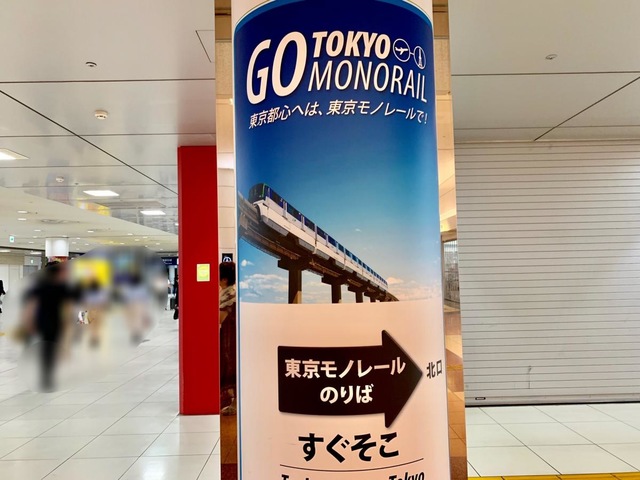 GO TOKYO
MONORAIL
東京都心へは、東京モノレールで!
東京モノレール
のりば
北口
すぐそこ
Tokyo